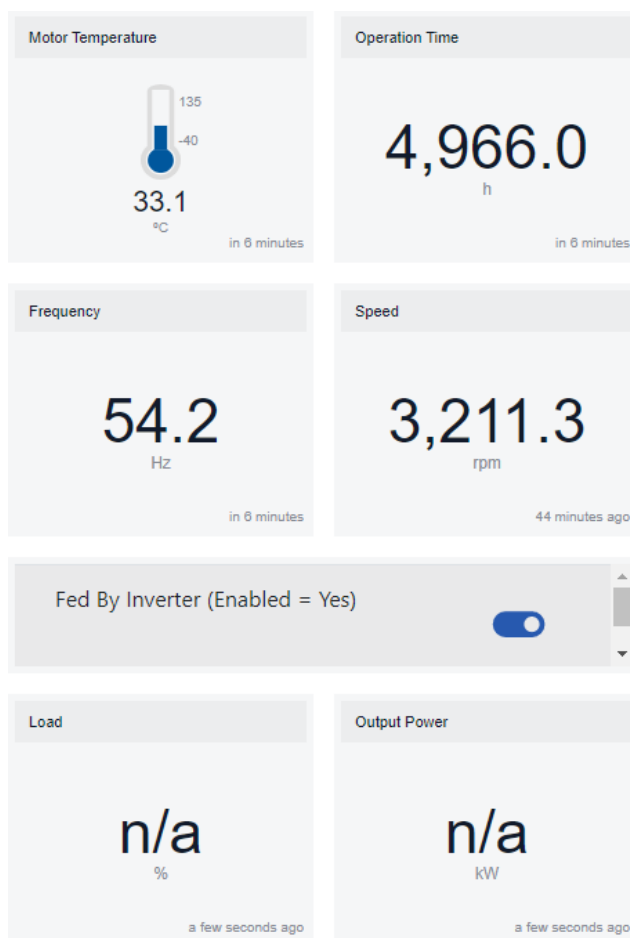 Motor Temperature
Operation Time
135
-40
33.1
ºC
in 6 minutes
4,966.0
h
in 6 minutes
Frequency
Speed
54.2
Hz
in 6 minutes
3,211.3
rpm
44 minutes ago
Fed By Inverter (Enabled = Yes)
Load
Output Power
n/a
%
a few seconds ago
n/a
kW
a few seconds ago